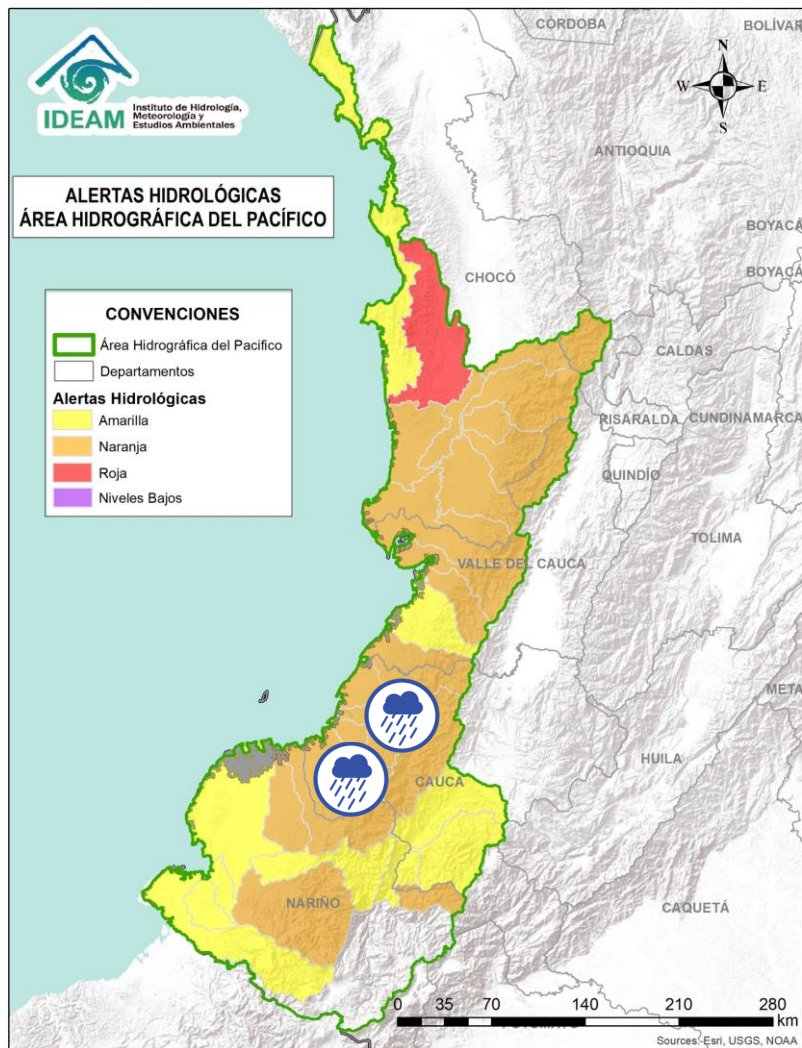 CÓRDOBA
BOLÍVAR
IDEAM
Instituto de Hidrología,
Meteorología y
Estudios Ambientales
N
W
E
S
ANTIOQUIA
ALERTAS HIDROLÓGICAS
ÁREA HIDROGRÁFICA DEL PACÍFICO
BOYACÁ
BOYACÁ
CHOCÓ
CONVENCIONES
Área Hidrográfica del Pacifico
Departamentos
Alertas Hidrológicas
Amarilla
Naranja
Roja
Niveles Bajos
CALDAS
RISARALDA
CUNDINAMARCA
QUINDÍO
TOLIMA
VALLE DEL CAUCA
META
HUILA
CAUCA
NARIÑO
CAQUETÁ
0 35 70 140 210 280
km
Sources: Esri, USGS, NOAA